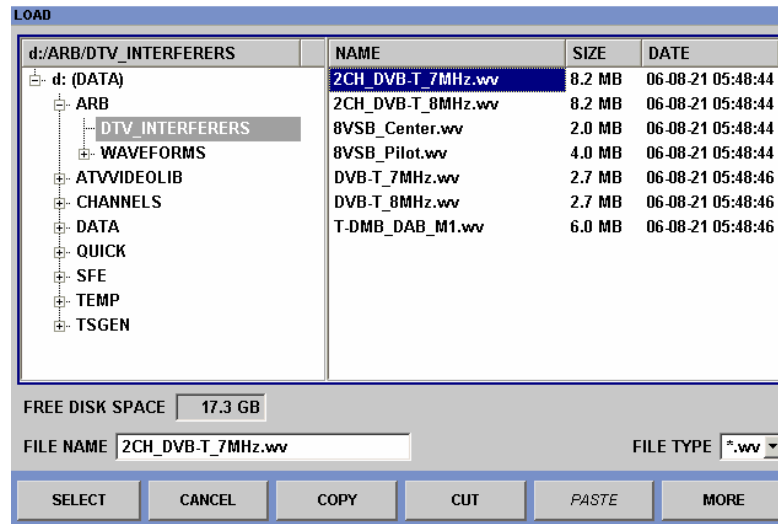 LOAD
d:/ARB/DTV_INTERFERERS NAME SIZE DATE
d: (DATA) 2CH_DVB-T_7MHz.wv 8.2 MB 06-08-21 05:48:44
ARB 2CH_DVB-T_8MHz.wv 8.2 MB 06-08-21 05:48:44
DTV_INTERFERERS 8VSB_Center.wv 2.0 MB 06-08-21 05:48:44
WAVEFORMS 8VSB_Pilot.wv 4.0 MB 06-08-21 05:48:44
ATVVIDEOLIB DVB-T_7MHz.wv 2.7 MB 06-08-21 05:48:46
CHANNELS DVB-T_8MHz.wv 2.7 MB 06-08-21 05:48:46
DATA T-DMB_DAB_M1.wv 6.0 MB 06-08-21 05:48:46
QUICK
SFE
TEMP
TSGEN
FREE DISK SPACE 17.3 GB
FILE NAME 2CH_DVB-T_7MHz.wv FILE TYPE *.wv
SELECT CANCEL COPY CUT PASTE MORE